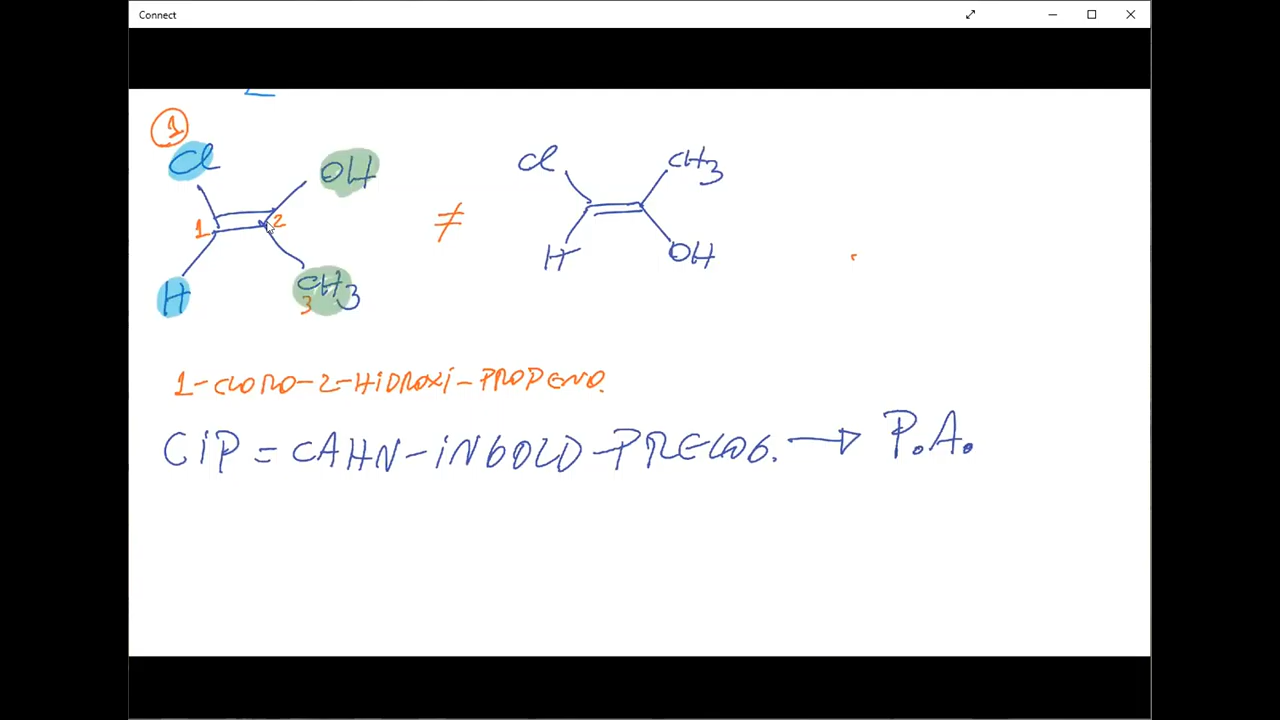 Connect
1
Cl OH CH3
1 2 ≠ Cl
H CH3 H OH
3
1-CLORO-2-HIDROXI-PROPENO.
CIP = CAHN-INGOLD-PRELOG. → P.A.